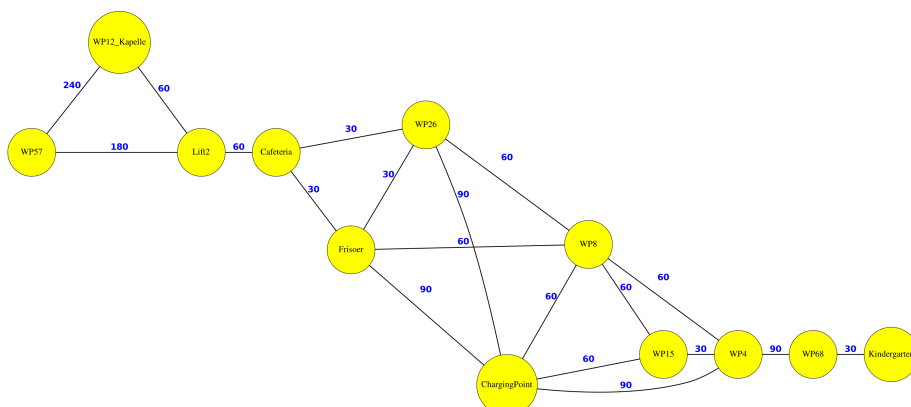 WP12_Kapelle
240
60
WP57
180
Lift2
60
Cafeteria
30
WP26
30
30
60
90
Frisoer
60
WP8
90
60
60
60
ChargingPoint
60
90
WP15
30
WP4
90
WP68
30
Kindergarten